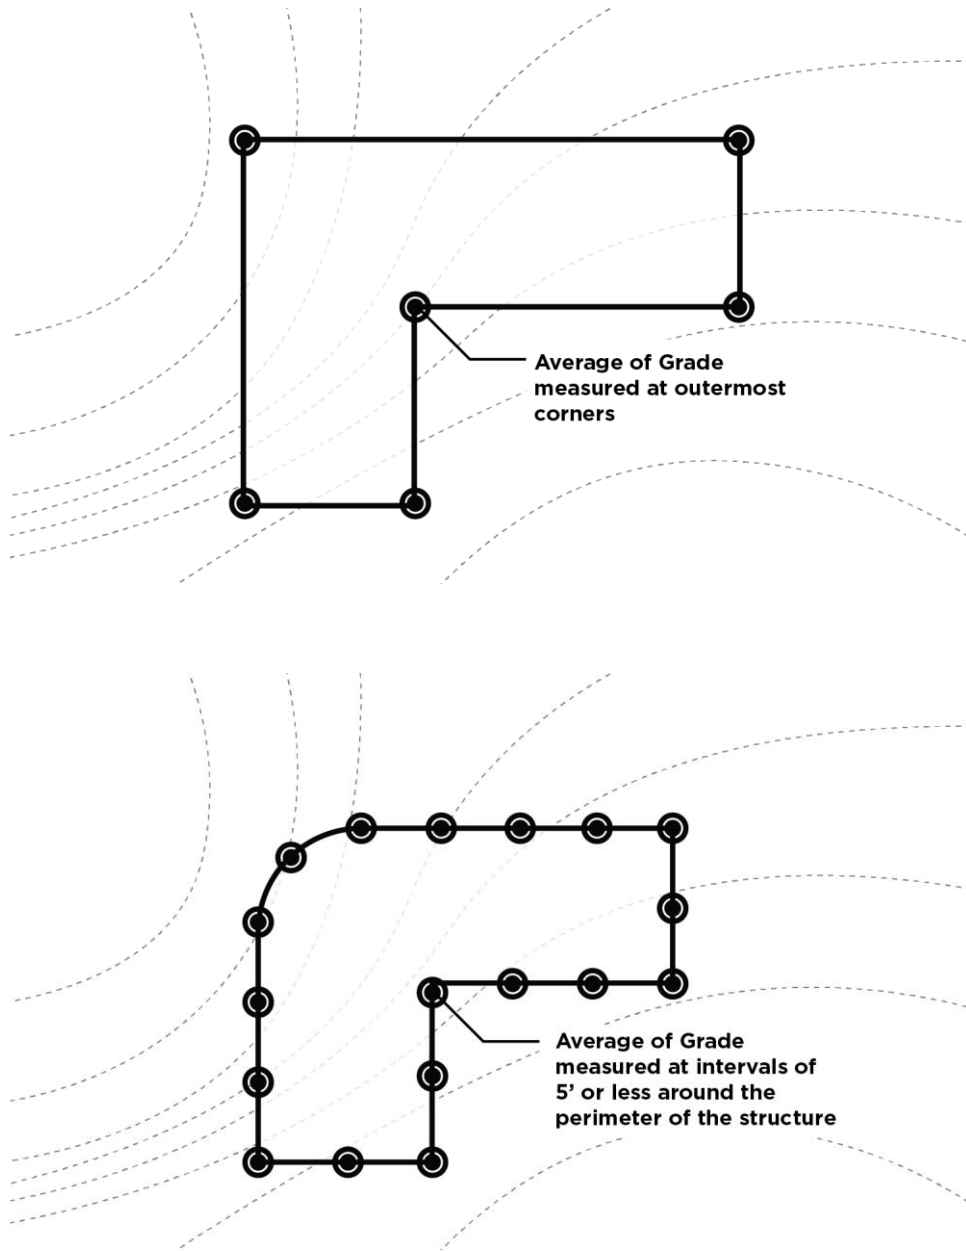 Average of Grade
measured at outermost
corners
Average of Grade
measured at intervals of
5’ or less around the
perimeter of the structure